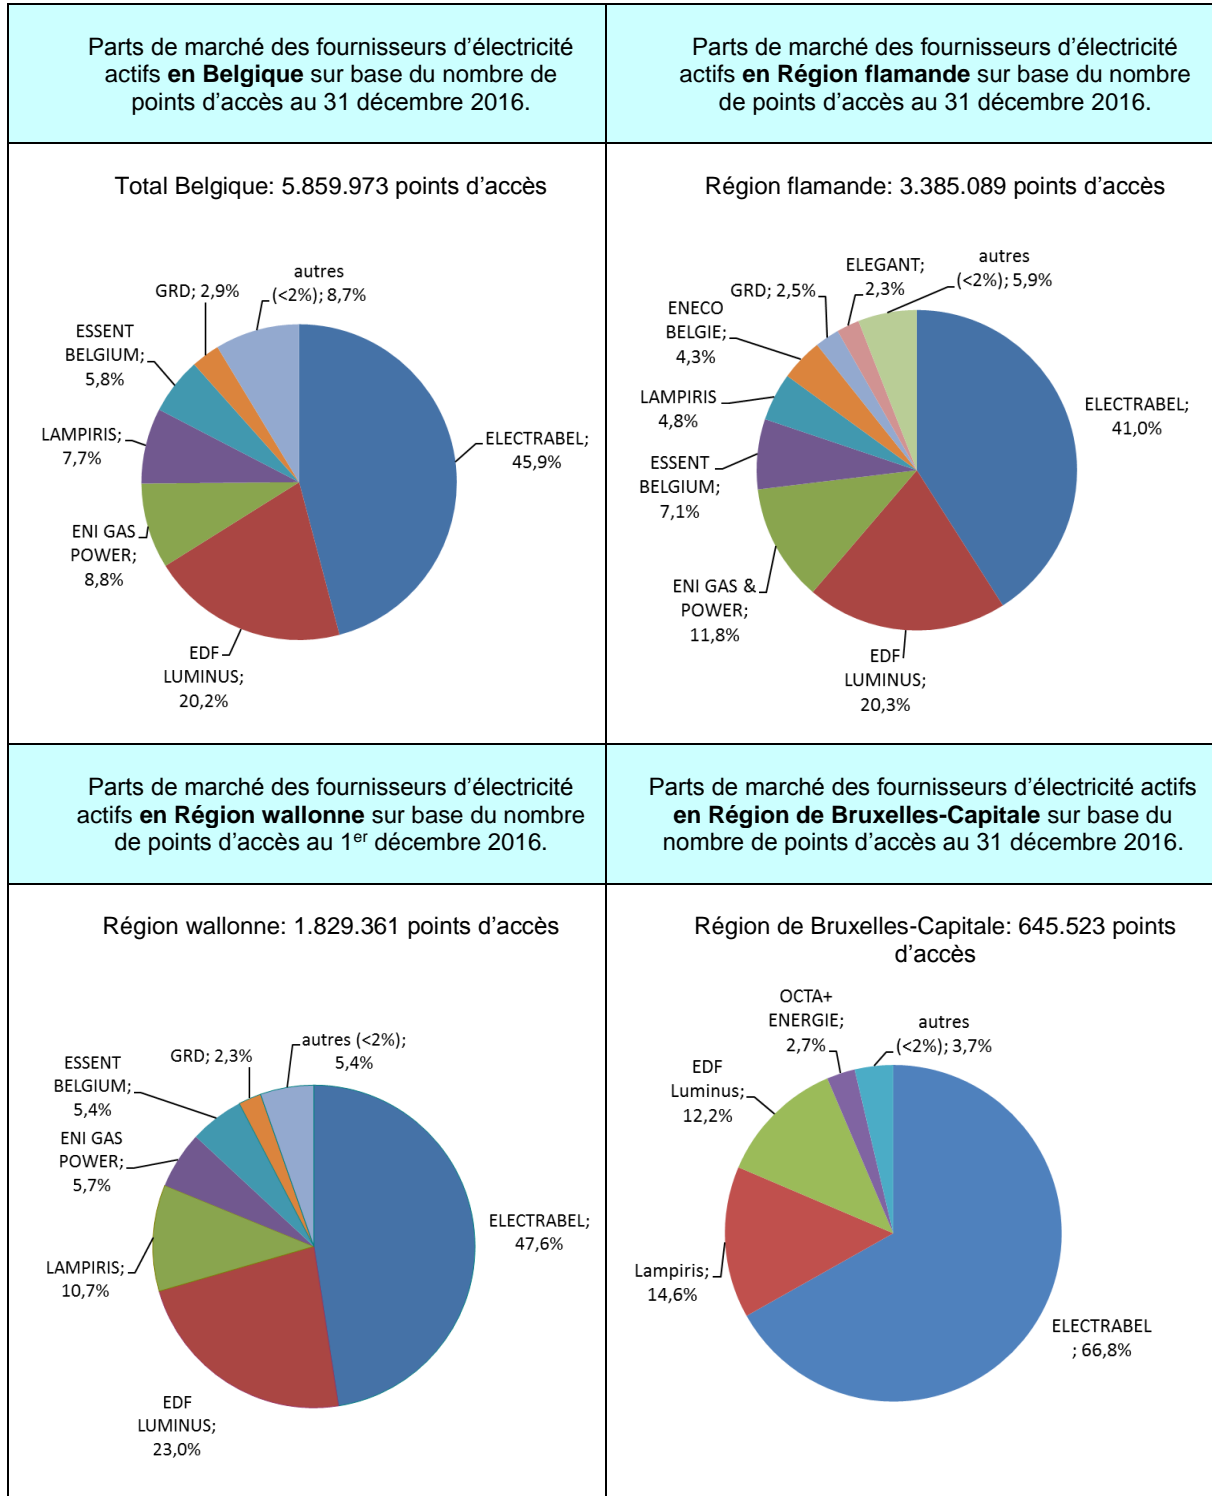 Parts de marché des fournisseurs d’électricité
actifs en Belgique sur base du nombre de
points d’accès au 31 décembre 2016.
Parts de marché des fournisseurs d’électricité
actifs en Région flamande sur base du nombre
de points d’accès au 31 décembre 2016.
Total Belgique: 5.859.973 points d’accès
autres
(<2%); 8,7%
GRD; 2,9%
ESSENT
BELGIUM;
5,8%
LAMPIRIS;
7,7%
ENI GAS
POWER;
8,8%
EDF
LUMINUS;
20,2%
ELECTRABEL;
45,9%
Région flamande: 3.385.089 points d’accès
autres
(<2%); 5,9%
ELEGANT;
2,3%
GRD; 2,5%
ENECO
BELGIE;
4,3%
LAMPIRIS
4,8%
ESSENT
BELGIUM;
7,1%
ENI GAS &
POWER;
11,8%
EDF
LUMINUS;
20,3%
ELECTRABEL;
41,0%
Parts de marché des fournisseurs d’électricité
actifs en Région wallonne sur base du nombre
de points d’accès au 1er décembre 2016.
Parts de marché des fournisseurs d’électricité actifs
en Région de Bruxelles-Capitale sur base du
nombre de points d’accès au 31 décembre 2016.
Région wallonne: 1.829.361 points d’accès
autres (<2%);
5,4%
GRD; 2,3%
ESSENT
BELGIUM;
5,4%
ENI GAS
POWER;
5,7%
LAMPIRIS;
10,7%
EDF
LUMINUS;
23,0%
ELECTRABEL;
47,6%
Région de Bruxelles-Capitale: 645.523 points
d’accès
OCTA+
ENERGIE;
2,7%
autres
(<2%); 3,7%
EDF
Luminus;
12,2%
Lampiris;
14,6%
ELECTRABEL
; 66,8%